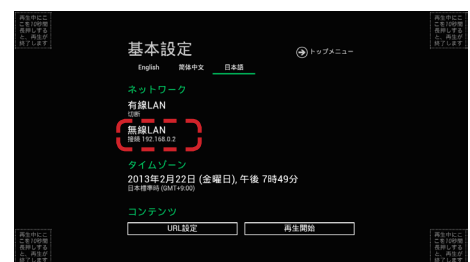 再生中にこ
こを10秒間
長押しする
と、再生が
終了します
再生中にこ
こを10秒間
長押しする
と、再生が
終了します
基本設定
トップメニュー
English 简体中文 日本語
ネットワーク
有線LAN
切断
無線LAN
接続 192.168.0.2
タイムゾーン
2013年2月22日 (金曜日), 午後 7時49分
日本標準時 (GMT+9:00)
コンテンツ
URL設定 再生開始
再生中にこ
こを10秒間
長押しする
と、再生が
終了します
再生中にこ
こを10秒間
長押しする
と、再生が
終了します